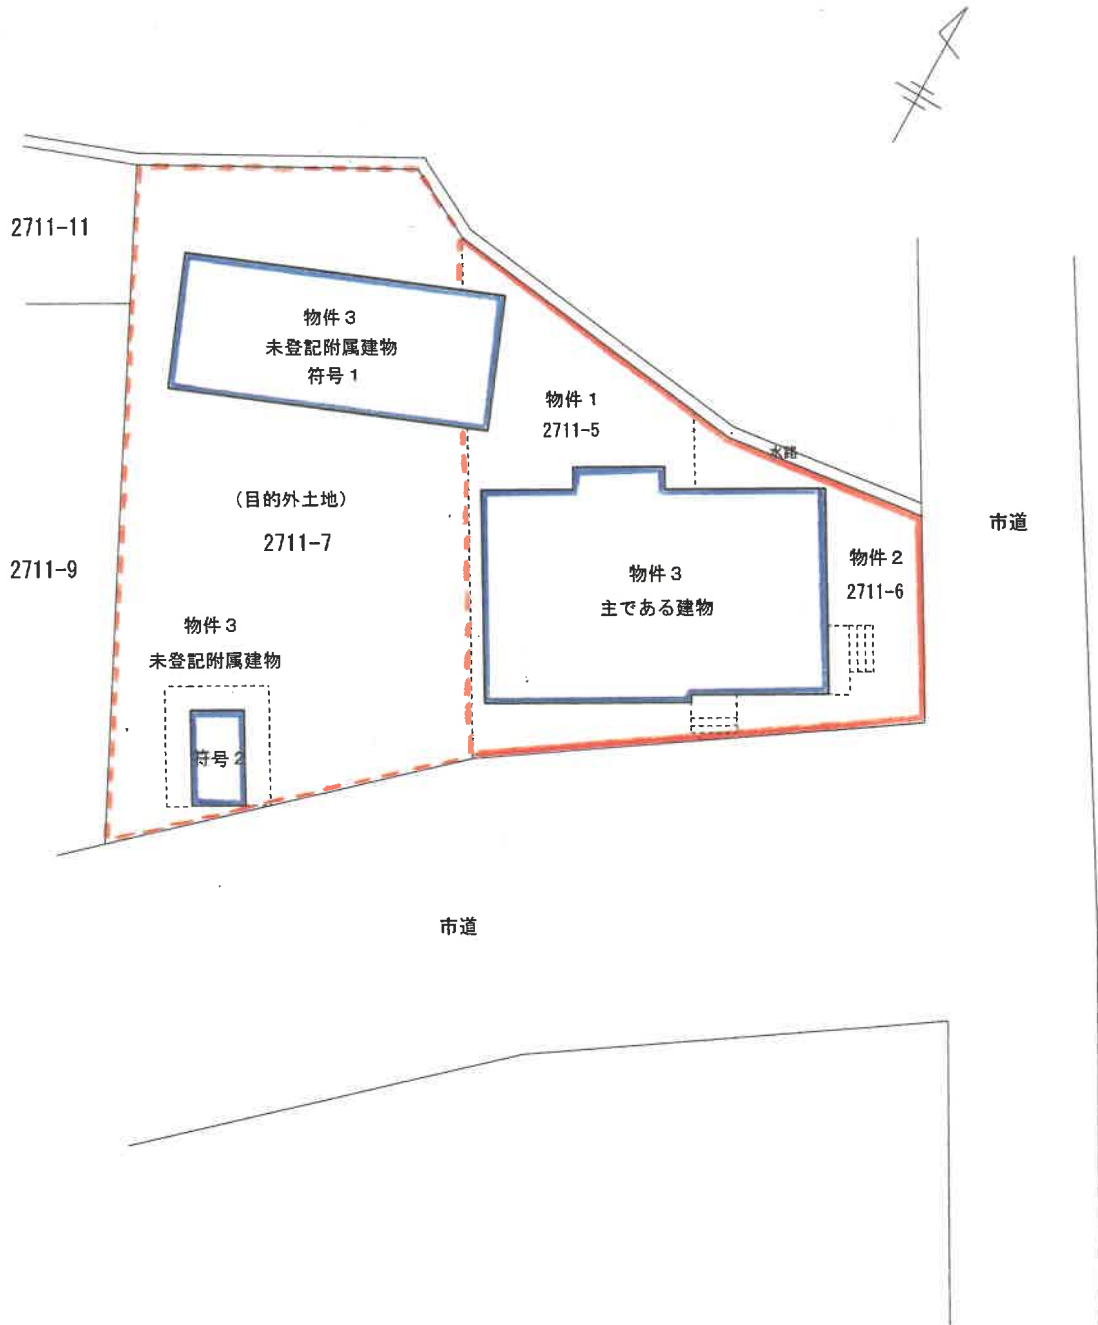 2711-11
物件3
未登記附属建物
符号1
物件1
2711-5
水路
(目的外土地)
2711-7
市道
物件2
2711-6
2711-9
物件3
主である建物
物件3
未登記附属建物
符号2
市道